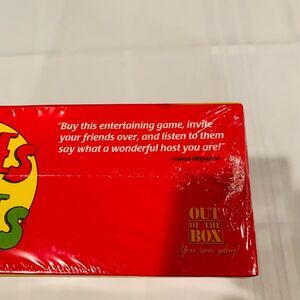 "Buy this entertaining game, invite
your friends over, and listen to them
say what a wonderful host you are!"
Games Magazine
OUT
OF THE
BOX
You can play!